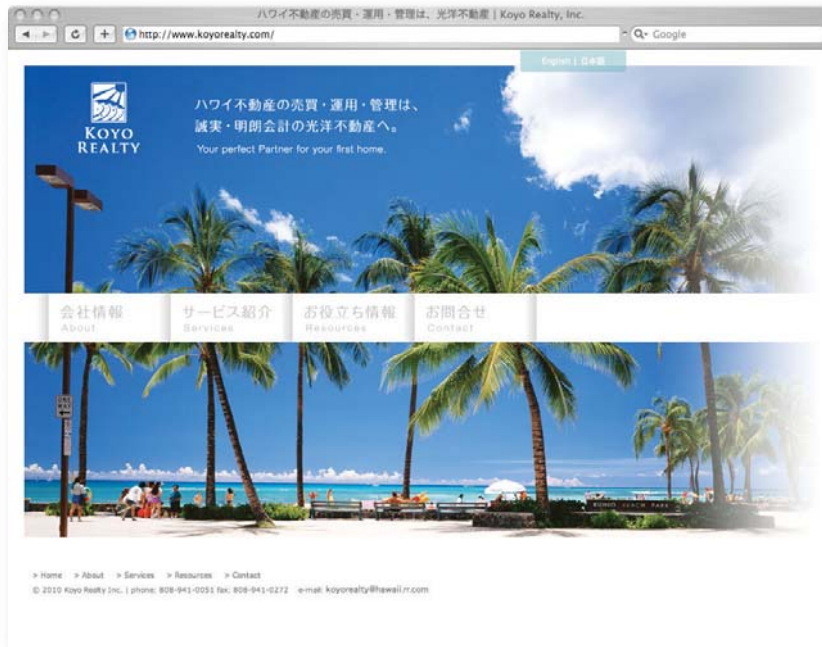 ハワイ不動産の売買・運用・管理は、光洋不動産 | Koyo Realty, Inc.
http://www.koyorealty.com/
Google
English | 日本語
KOYO
REALTY
ハワイ不動産の売買・運用・管理は、
誠実・明朗会計の光洋不動産へ。
Your perfect Partner for your first home.
会社情報 サービス紹介 お役立ち情報 お問合せ
About Services Resources Contact
ONE
WAY
KUHIO BEACH PARK
> Home > About > Services > Resources > Contact
© 2010 Koyo Realty Inc. | phone: 808-941-0051 fax: 808-941-0272 e-mail: koyorealty@hawaii.rr.com